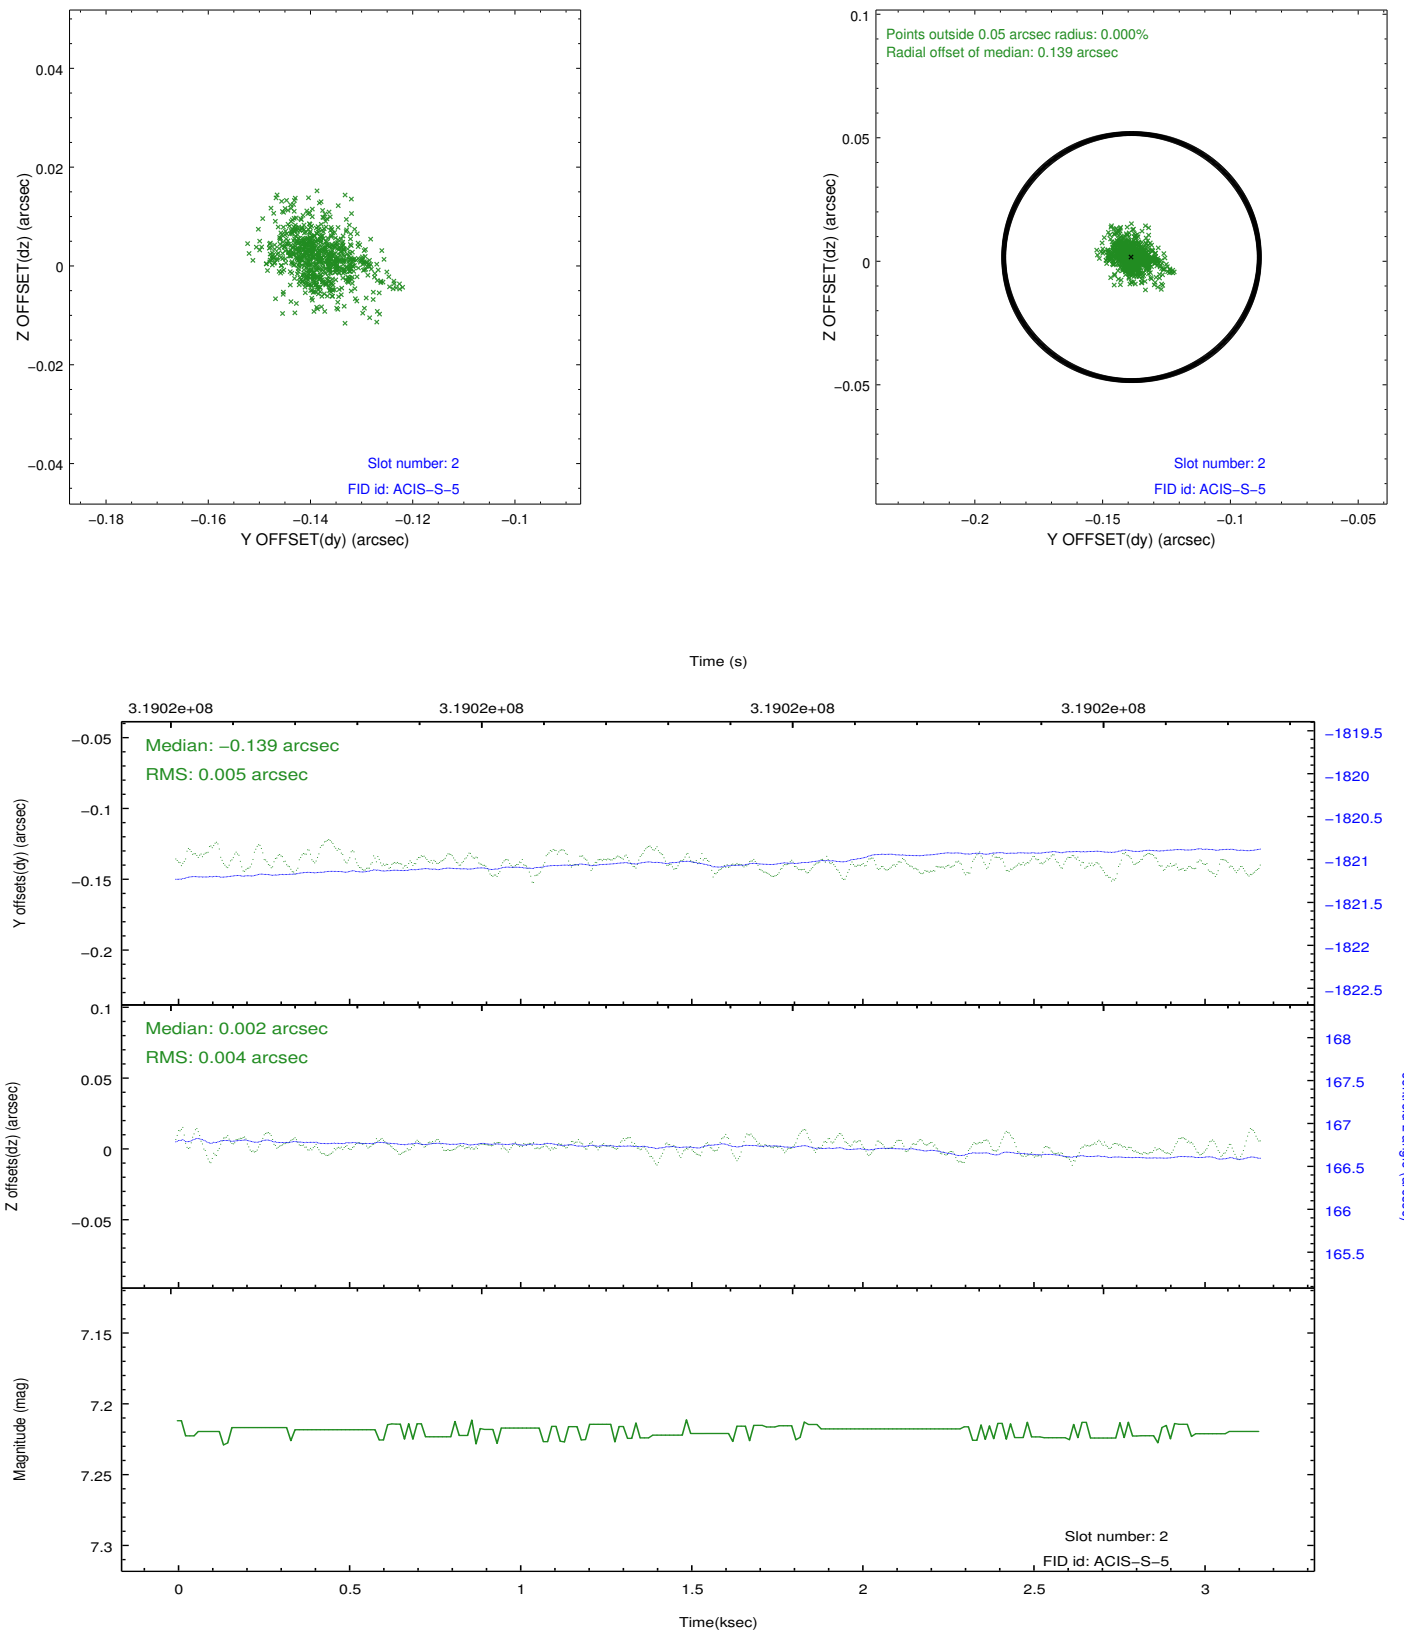 0.04
0.02
0
−0.02
−0.04
Z OFFSET(dz) (arcsec)
Slot number: 2
FID id: ACIS−S−5
−0.18
−0.16
−0.14
−0.12
−0.1
Y OFFSET(dy) (arcsec)
Points outside 0.05 arcsec radius: 0.000%
Radial offset of median: 0.139 arcsec
0.1
0.05
0
−0.05
Z OFFSET(dz) (arcsec)
Slot number: 2
FID id: ACIS−S−5
−0.2
−0.15
−0.1
−0.05
Y OFFSET(dy) (arcsec)
Time (s)
3.1902e+08
3.1902e+08
3.1902e+08
3.1902e+08
Median: −0.139 arcsec
RMS: 0.005 arcsec
−0.05
−0.1
−0.15
−0.2
Y offsets(dy) (arcsec)
−1819.5
−1820
−1820.5
−1821
−1821.5
−1822
−1822.5
Median: 0.002 arcsec
RMS: 0.004 arcsec
0.1
0.05
0
−0.05
Z offsets(dz) (arcsec)
168
167.5
167
166.5
166
165.5
7.15
7.2
7.25
7.3
Magnitude (mag)
Slot number: 2
FID id: ACIS−S−5
0
0.5
1
1.5
2
2.5
3
Time(ksec)